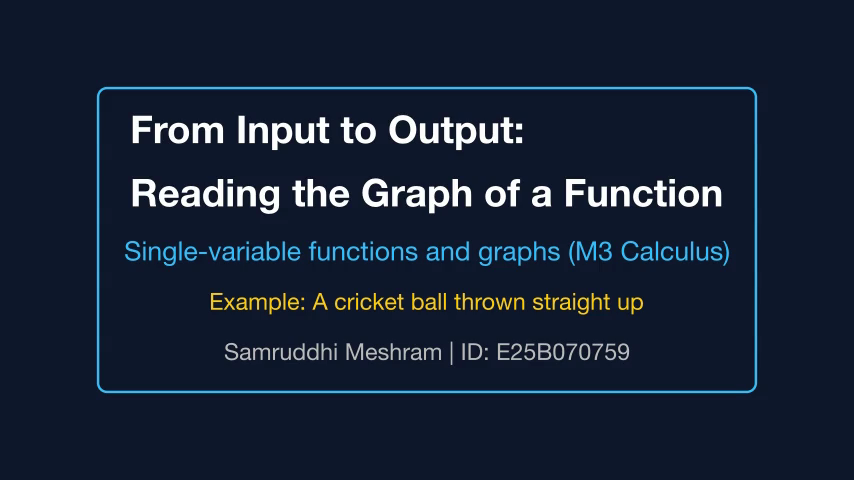 From Input to Output:
Reading the Graph of a Function
Single-variable functions and graphs (M3 Calculus)
Example: A cricket ball thrown straight up
Samruddhi Meshram | ID: E25B070759